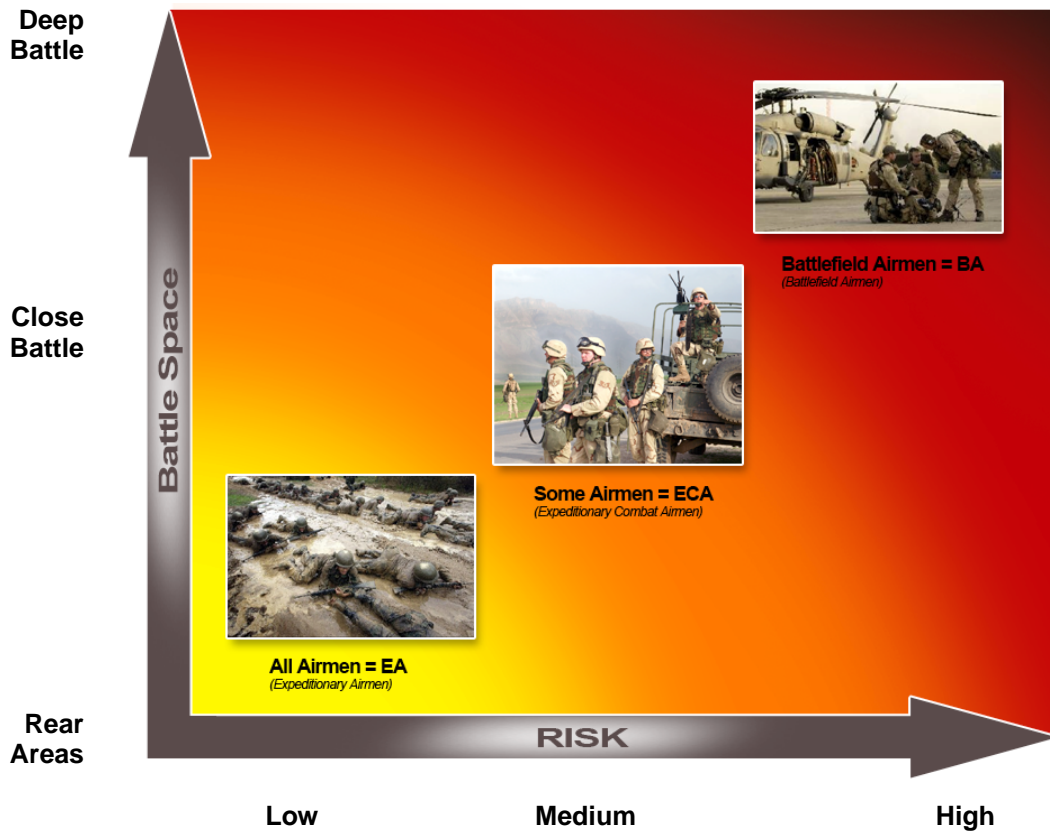 Deep
Battle
Battlefield Airmen = BA
(Battlefield Airmen)
Close
Battle
Battle Space
Some Airmen = ECA
(Expeditionary Combat Airmen)
All Airmen = EA
(Expeditionary Airmen)
Rear
Areas
RISK
Low
Medium
High